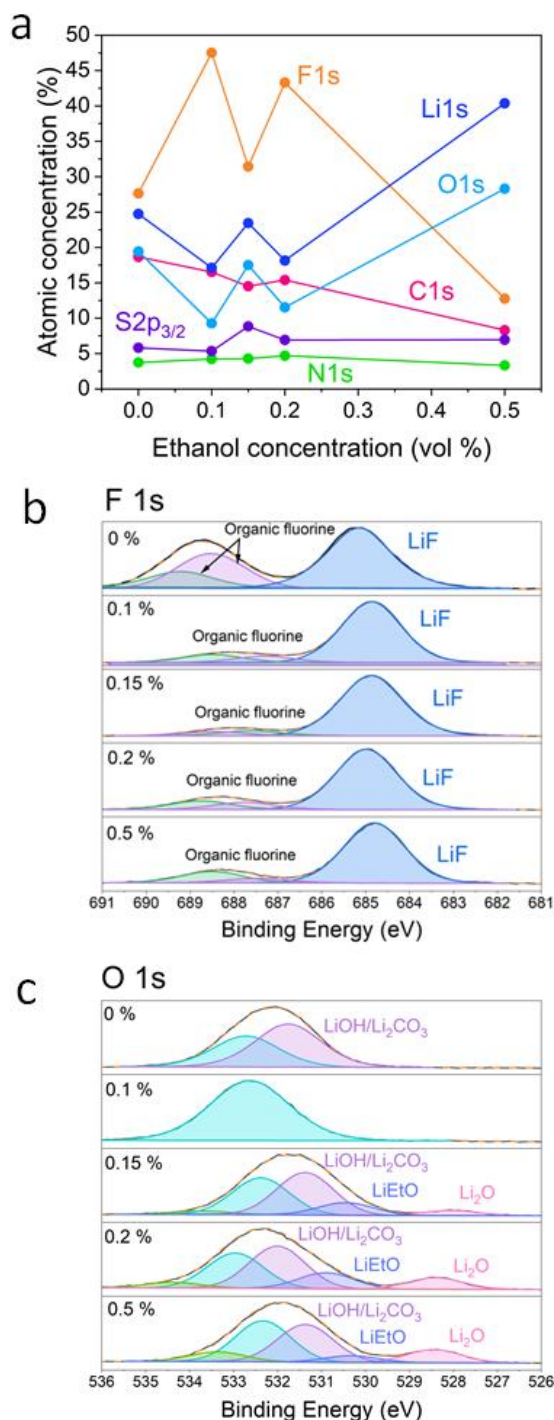 a
50
45
40
35
30
25
20
15
10
5
0
Atomic concentration (%)
F1s
Li1s
O1s
C1s
S2p3/2
N1s
0.0 0.1 0.2 0.3 0.4 0.5
Ethanol concentration (vol %)
b
F 1s
0 %
Organic fluorine
LiF
0.1 %
Organic fluorine
LiF
0.15 %
Organic fluorine
LiF
0.2 %
Organic fluorine
LiF
0.5 %
Organic fluorine
LiF
691 690 689 688 687 686 685 684 683 682 681
Binding Energy (eV)
c
O 1s
0 %
LiOH/Li2CO3
0.1 %
0.15 %
LiOH/Li2CO3
LiEtO
Li2O
0.2 %
LiOH/Li2CO3
LiEtO
Li2O
0.5 %
LiOH/Li2CO3
LiEtO
Li2O
536 535 534 533 532 531 530 529 528 527 526
Binding Energy (eV)